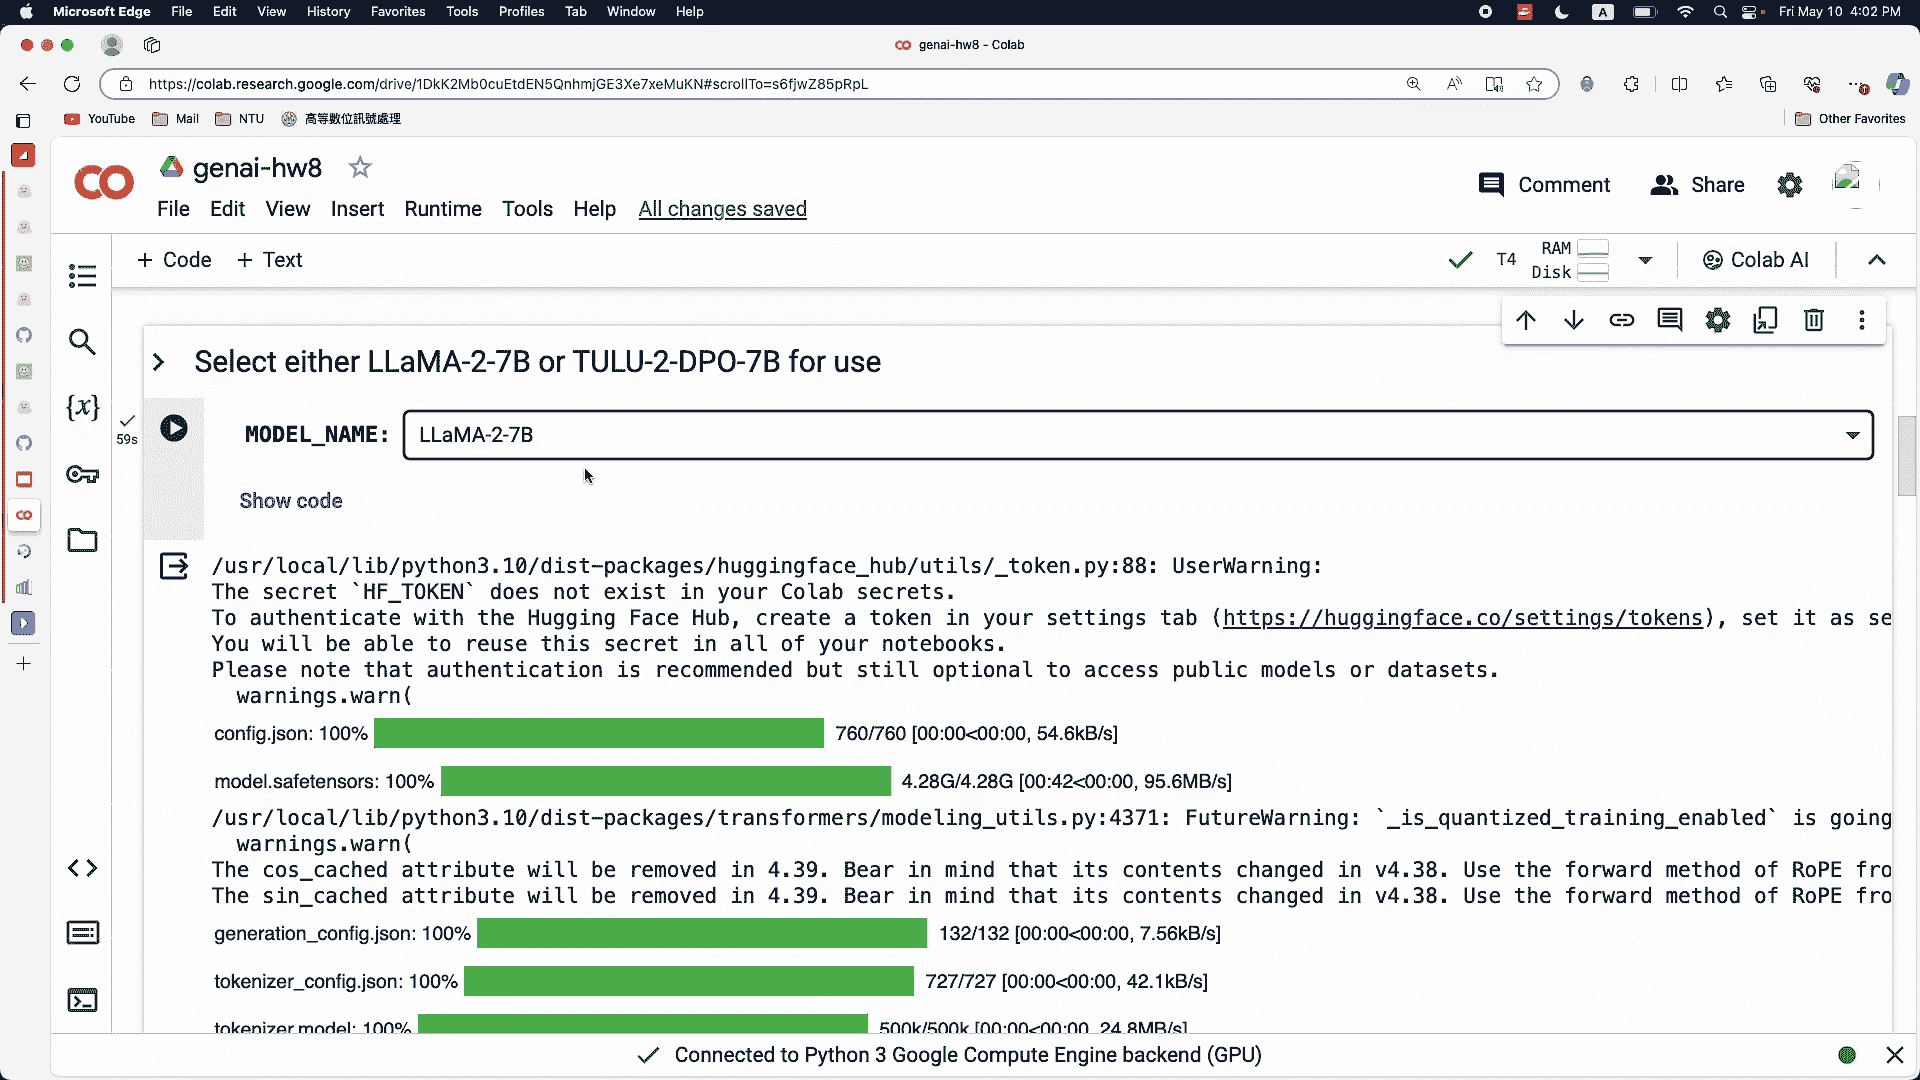 Microsoft Edge File Edit View History Favorites Tools Profiles Tab Window Help A Fri May 10 4:02 PM
genai-hw8 - Colab
https://colab.research.google.com/drive/1DkK2Mb0cuEtdEN5QnhmjGE3Xe7xeMuKN#scrollTo=s6fjwZ85pRpL
YouTube Mail NTU 高等數位訊號處理 Other Favorites
genai-hw8
Comment Share
File Edit View Insert Runtime Tools Help All changes saved
+ Code + Text T4 RAM Disk Colab AI
Select either LLaMA-2-7B or TULU-2-DPO-7B for use
59s
MODEL_NAME: LLaMA-2-7B
Show code
/usr/local/lib/python3.10/dist-packages/huggingface_hub/utils/_token.py:88: UserWarning:
The secret `HF_TOKEN` does not exist in your Colab secrets.
To authenticate with the Hugging Face Hub, create a token in your settings tab (https://huggingface.co/settings/tokens), set it as se
You will be able to reuse this secret in all of your notebooks.
Please note that authentication is recommended but still optional to access public models or datasets.
warnings.warn(
config.json: 100% 760/760 [00:00<00:00, 54.6kB/s]
model.safetensors: 100% 4.28G/4.28G [00:42<00:00, 95.6MB/s]
/usr/local/lib/python3.10/dist-packages/transformers/modeling_utils.py:4371: FutureWarning: `_is_quantized_training_enabled` is going
warnings.warn(
The cos_cached attribute will be removed in 4.39. Bear in mind that its contents changed in v4.38. Use the forward method of RoPE fro
The sin_cached attribute will be removed in 4.39. Bear in mind that its contents changed in v4.38. Use the forward method of RoPE fro
generation_config.json: 100% 132/132 [00:00<00:00, 7.56kB/s]
tokenizer_config.json: 100% 727/727 [00:00<00:00, 42.1kB/s]
tokenizer.model: 100% 500k/500k [00:00<00:00, 24.8MB/s]
Connected to Python 3 Google Compute Engine backend (GPU)